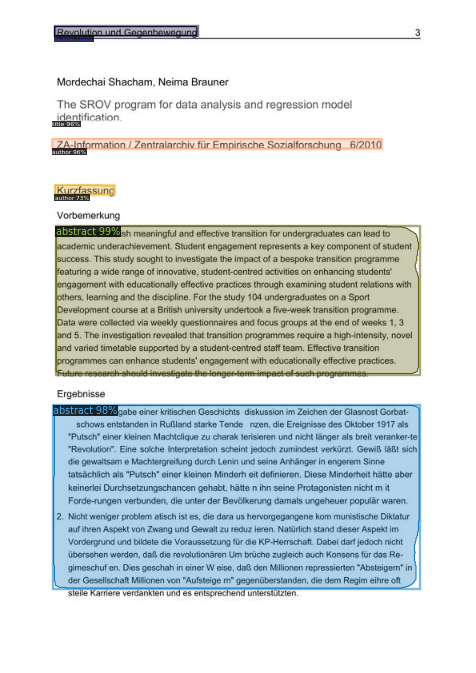 Revolution und Gegenbewegung 3
Mordechai Shacham, Neima Brauner
The SROV program for data analysis and regression model
identification.
title 96%
ZA-Information / Zentralarchiv für Empirische Sozialforschung 6/2010
author 96%
Kurzfassung
author 73%
Vorbemerkung
abstract 99% sh meaningful and effective transition for undergraduates can lead to
academic underachievement. Student engagement represents a key component of student
success. This study sought to investigate the impact of a bespoke transition programme
featuring a wide range of innovative, student-centred activities on enhancing students'
engagement with educationally effective practices through examining student relations with
others, learning and the discipline. For the study 104 undergraduates on a Sport
Development course at a British university undertook a five-week transition programme.
Data were collected via weekly questionnaires and focus groups at the end of weeks 1, 3
and 5. The investigation revealed that transition programmes require a high-intensity, novel
and varied timetable supported by a student-centred staff team. Effective transition
programmes can enhance students' engagement with educationally effective practices.
Future research should investigate the longer-term impact of such programmes.
Ergebnisse
abstract 98% gabe einer kritischen Geschichts diskussion im Zeichen der Glasnost Gorbat-
schows entstanden in Rußland starke Tende nzen, die Ereignisse des Oktober 1917 als
"Putsch" einer kleinen Machtclique zu charak terisieren und nicht länger als breit veranker-te
"Revolution". Eine solche Interpretation scheint jedoch zumindest verkürzt. Gewiß läßt sich
die gewaltsam e Machtergreifung durch Lenin und seine Anhänger in engerem Sinne
tatsächlich als "Putsch" einer kleinen Minderh eit definieren. Diese Minderheit hätte aber
keinerlei Durchsetzungschancen gehabt, hätte n ihn seine Protagonisten nicht m it
Forde-rungen verbunden, die unter der Bevölkerung damals ungeheuer populär waren.
2. Nicht weniger problem atisch ist es, die dara us hervorgegangene kom munistische Diktatur
auf ihren Aspekt von Zwang und Gewalt zu reduz ieren. Natürlich stand dieser Aspekt im
Vordergrund und bildete die Voraussetzung für die KP-Herrschaft. Dabei darf jedoch nicht
übersehen werden, daß die revolutionären Um brüche zugleich auch Konsens für das Re-
gimeschuf en. Dies geschah in einer W eise, daß den Millionen repressierten "Absteigern" in
der Gesellschaft Millionen von "Aufsteige rn" gegenüberstanden, die dem Regim eihre oft
steile Karriere verdankten und es entsprechend unterstützten.